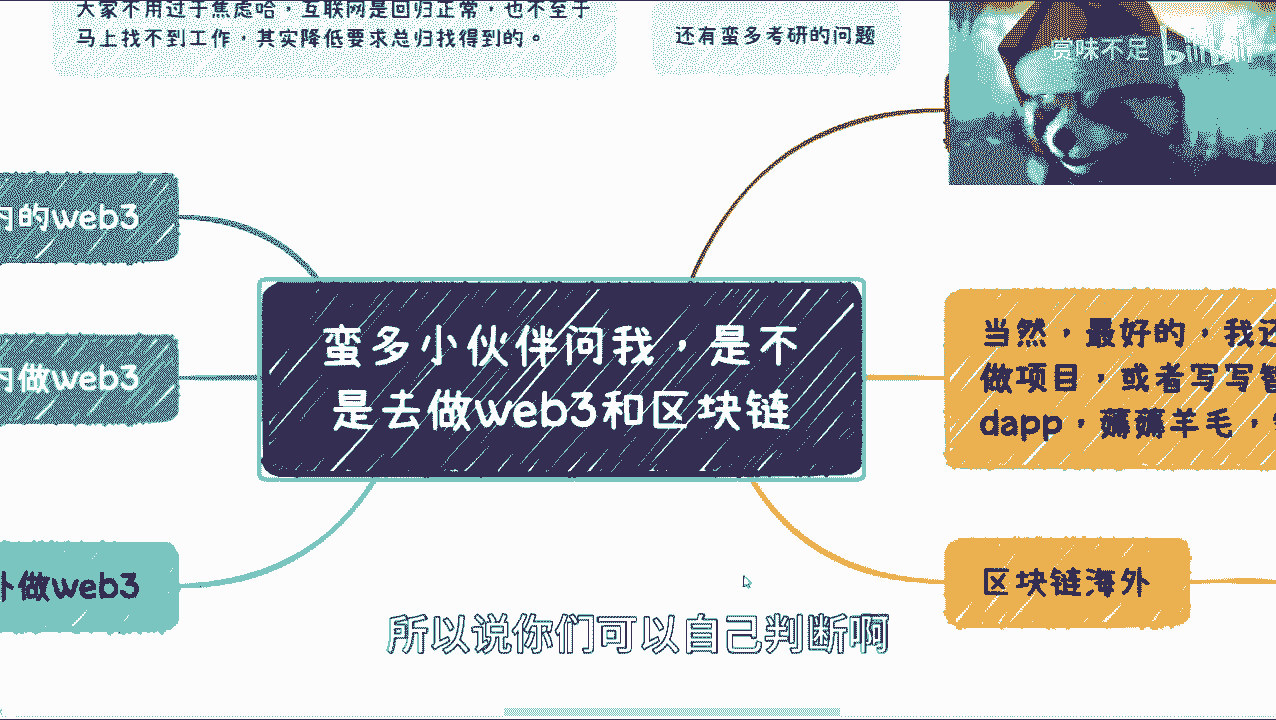 大家不用过于焦虑哈,互联网是回归正常,也不至于
马上找不到工作,其实降低要求总归找得到的。
还有蛮多考研的问题
赏味不足 bilibili
内的web3
蛮多小伙伴问我,是不
是去做web3和区块链
当然,最好的,我还
做项目,或者写写智
dapp,薅薅羊毛,
内做web3
外做web3
区块链海外
所以说你们可以自己判断啊